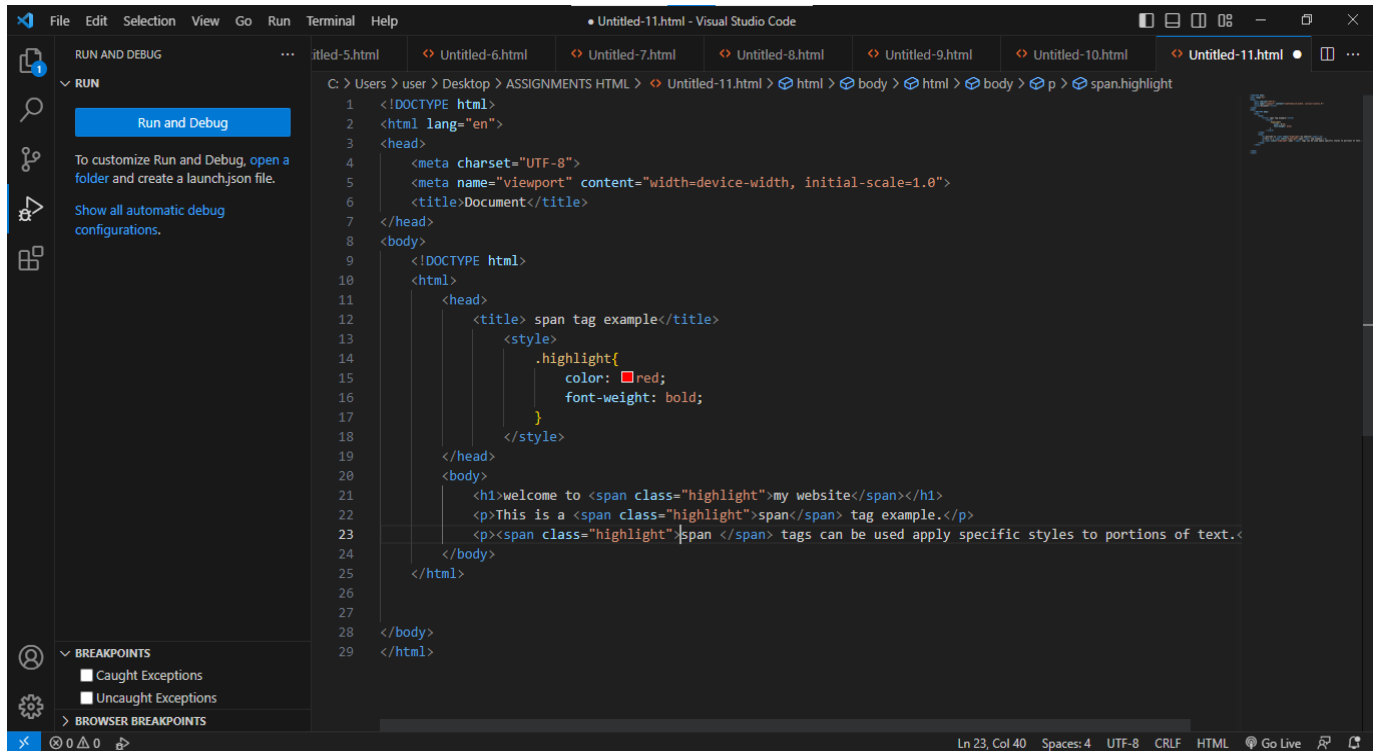 File Edit Selection View Go Run Terminal Help
● Untitled-11.html - Visual Studio Code
RUN AND DEBUG ···
itled-5.html <> Untitled-6.html <> Untitled-7.html <> Untitled-8.html <> Untitled-9.html <> Untitled-10.html <> Untitled-11.html ● ···
1
RUN
Run and Debug
To customize Run and Debug, open a
folder and create a launch.json file.
Show all automatic debug
configurations.
C: > Users > user > Desktop > ASSIGNMENTS HTML > <> Untitled-11.html > html > body > html > body > p > span.highlight
1 <!DOCTYPE html>
2 <html lang="en">
3 <head>
4     <meta charset="UTF-8">
5     <meta name="viewport" content="width=device-width, initial-scale=1.0">
6     <title>Document</title>
7 </head>
8 <body>
9     <!DOCTYPE html>
10     <html>
11         <head>
12             <title> span tag example</title>
13                 <style>
14                     .highlight{
15                         color: red;
16                         font-weight: bold;
17                     }
18                 </style>
19         </head>
20         <body>
21             <h1>welcome to <span class="highlight">my website</span></h1>
22             <p>This is a <span class="highlight">span</span> tag example.</p>
23             <p><span class="highlight">span </span> tags can be used apply specific styles to portions of text.<
24         </body>
25     </html>
26
27
28 </body>
29 </html>
BREAKPOINTS
Caught Exceptions
Uncaught Exceptions
BROWSER BREAKPOINTS
0 0 Ln 23, Col 40 Spaces: 4 UTF-8 CRLF HTML Go Live